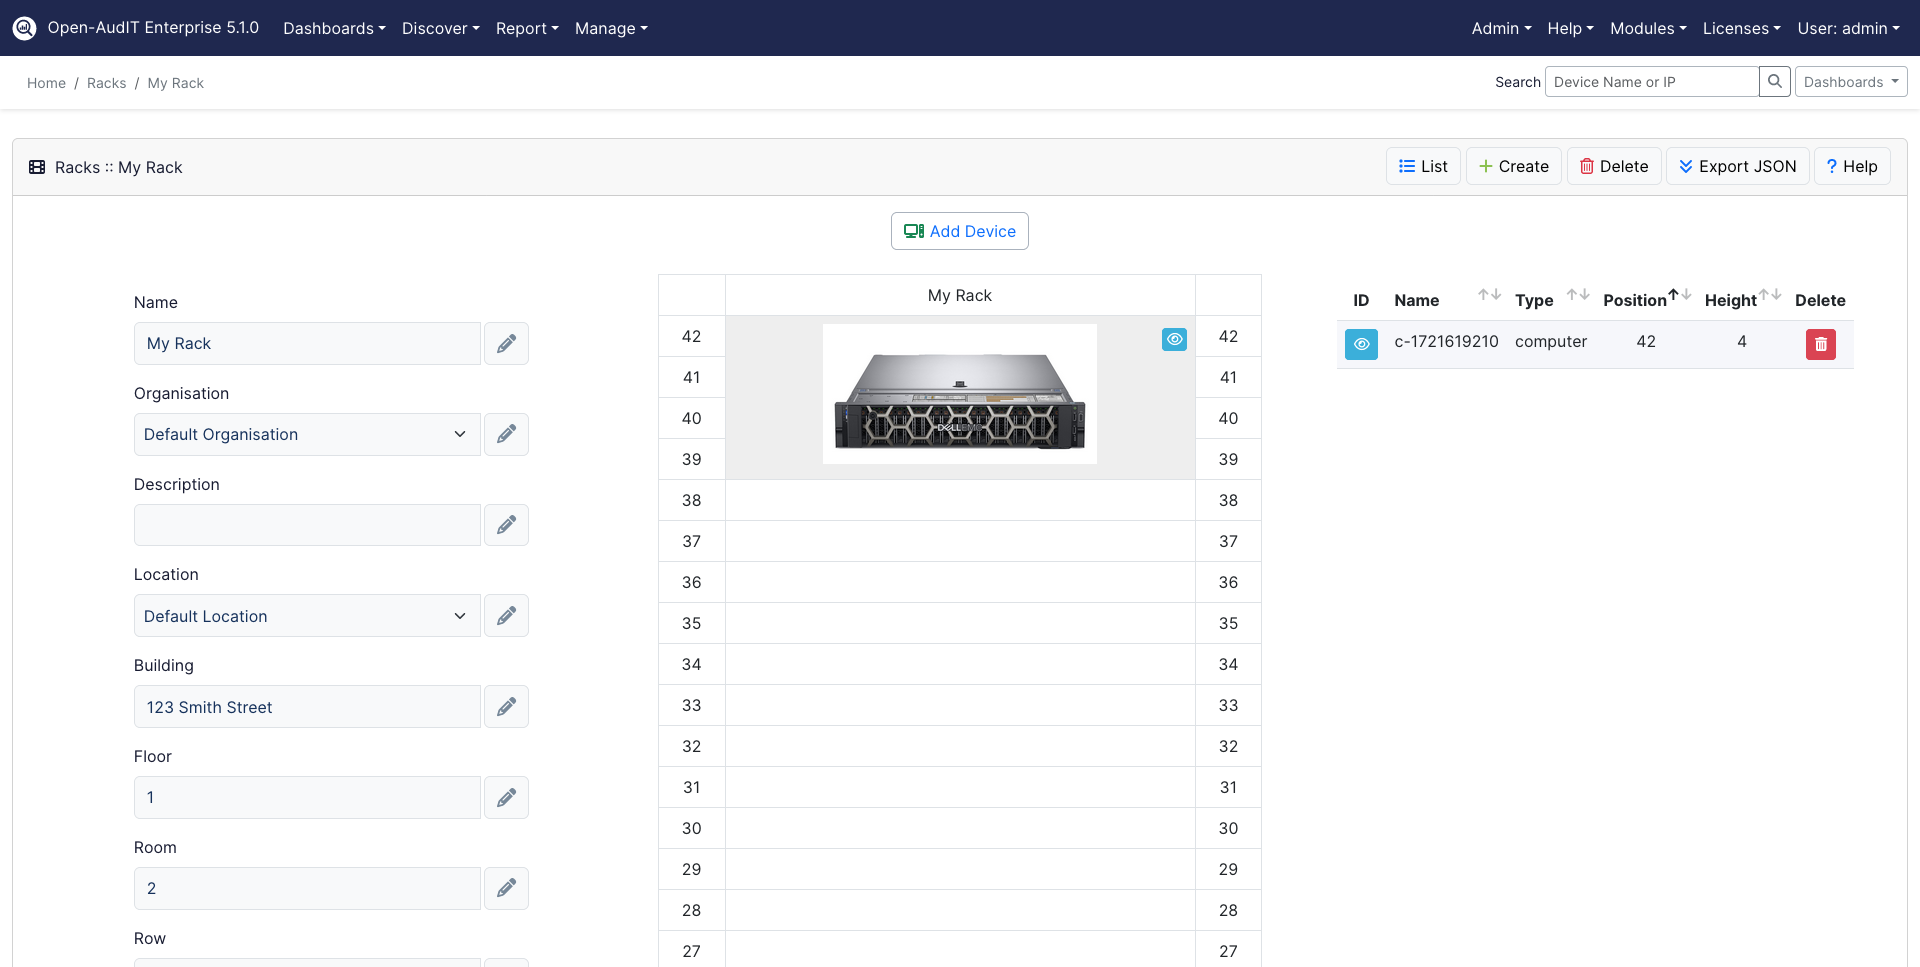 Open-AudIT Enterprise 5.1.0 Dashboards Discover Report Manage Admin Help Modules Licenses User: admin
Home / Racks / My Rack
Search Device Name or IP Dashboards
Racks :: My Rack
List Create Delete Export JSON ? Help
Add Device
Name
My Rack
Organisation
Default Organisation
Description
Location
Default Location
Building
123 Smith Street
Floor
1
Room
2
Row
My Rack
42 42
41 41
40 40
DELLEMC
39 39
38 38
37 37
36 36
35 35
34 34
33 33
32 32
31 31
30 30
29 29
28 28
27 27
ID Name Type Position Height Delete
c-1721619210 computer 42 4